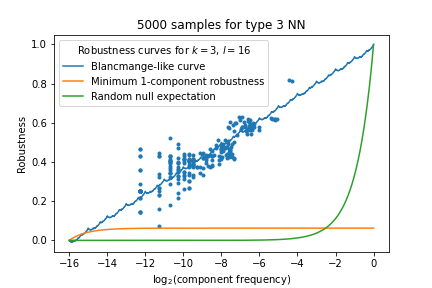 5000 samples for type 3 NN
Robustness curves for k = 3, l = 16
Blancmange-like curve
Minimum 1-component robustness
Random null expectation
1.0
0.8
0.6
0.4
0.2
0.0
Robustness
−16 −14 −12 −10 −8 −6 −4 −2 0
log₂(component frequency)